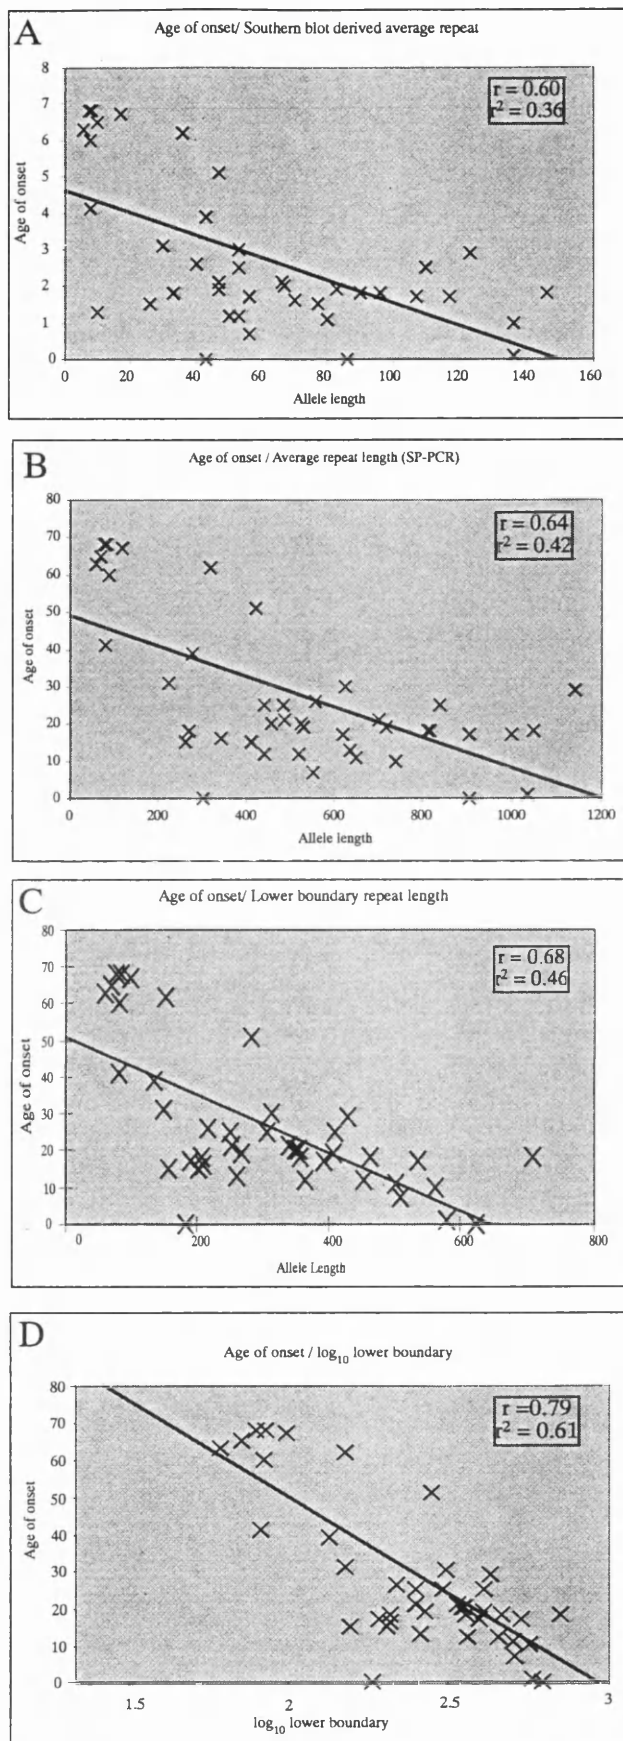 A
Age of onset/ Southern blot derived average repeat
r = 0.60
r² = 0.36
8
7
6
5
4
3
2
1
0
Age of onset
0 20 40 60 80 100 120 140 160
Allele length
B
Age of onset / Average repeat length (SP-PCR)
r = 0.64
r² = 0.42
80
70
60
50
40
30
20
10
0
Age of onset
0 200 400 600 800 1000 1200
Allele length
C
Age of onset/ Lower boundary repeat length
r = 0.68
r² = 0.46
80
70
60
50
40
30
20
10
0
Age of onset
0 200 400 600 800
Allele Length
D
Age of onset / log₁₀ lower boundary
r =0.79
r² = 0.61
80
70
60
50
40
30
20
10
0
Age of onset
1.5 2 2.5 3
log₁₀ lower boundary